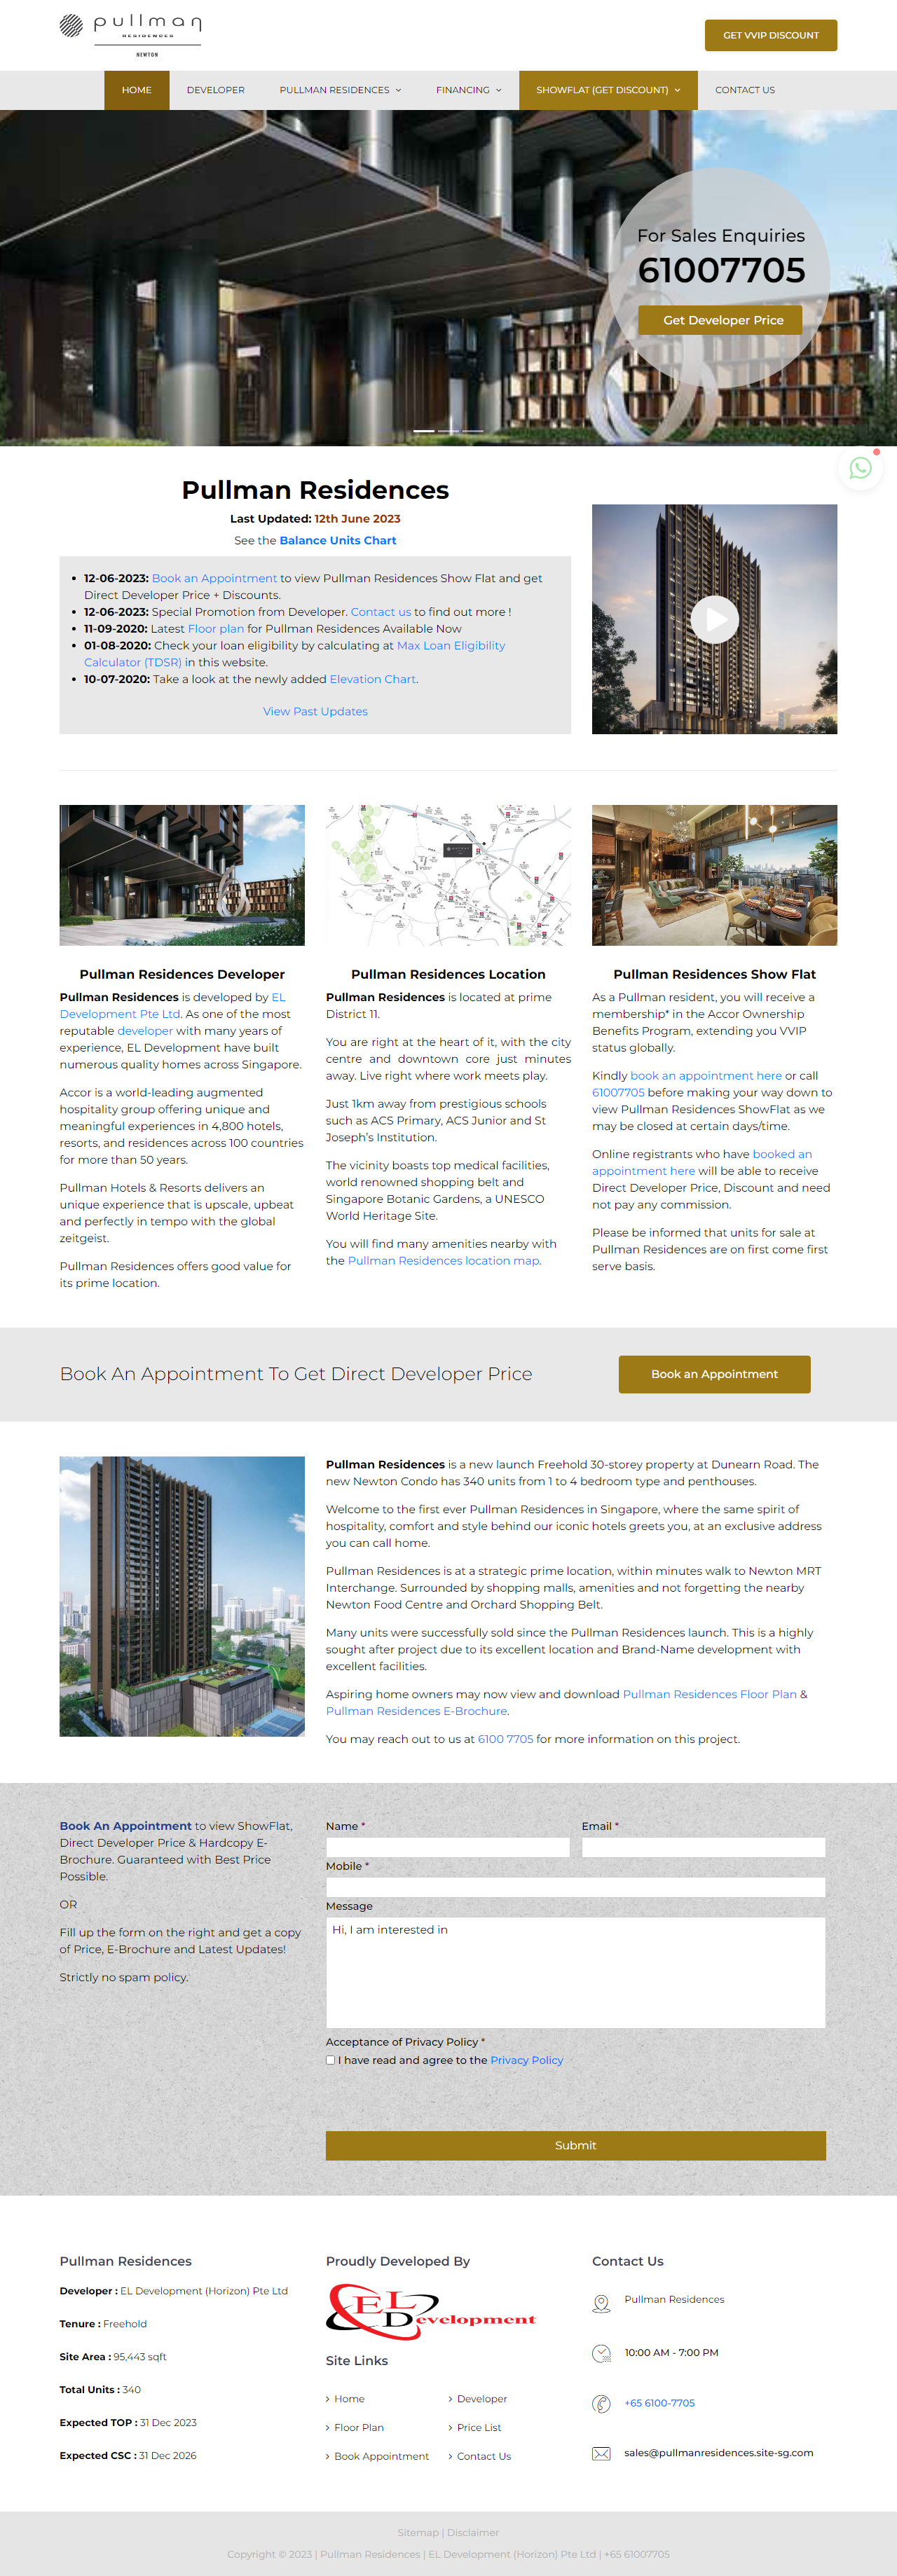 pullman
RESIDENCES
NEWTON
GET VVIP DISCOUNT
HOME
DEVELOPER
PULLMAN RESIDENCES
FINANCING
SHOWFLAT (GET DISCOUNT)
CONTACT US
For Sales Enquiries
61007705
Get Developer Price
Pullman Residences
Last Updated: 12th June 2023
See the Balance Units Chart
12-06-2023: Book an Appointment to view Pullman Residences Show Flat and get
Direct Developer Price + Discounts.
12-06-2023: Special Promotion from Developer. Contact us to find out more !
11-09-2020: Latest Floor plan for Pullman Residences Available Now
01-08-2020: Check your loan eligibility by calculating at Max Loan Eligibility
Calculator (TDSR) in this website.
10-07-2020: Take a look at the newly added Elevation Chart.
View Past Updates
Pullman Residences Developer
Pullman Residences is developed by EL
Development Pte Ltd. As one of the most
reputable developer with many years of
experience, EL Development have built
numerous quality homes across Singapore.
Accor is a world-leading augmented
hospitality group offering unique and
meaningful experiences in 4,800 hotels,
resorts, and residences across 100 countries
for more than 50 years.
Pullman Hotels & Resorts delivers an
unique experience that is upscale, upbeat
and perfectly in tempo with the global
zeitgeist.
Pullman Residences offers good value for
its prime location.
Pullman Residences Location
Pullman Residences is located at prime
District 11.
You are right at the heart of it, with the city
centre and downtown core just minutes
away. Live right where work meets play.
Just 1km away from prestigious schools
such as ACS Primary, ACS Junior and St
Joseph's Institution.
The vicinity boasts top medical facilities,
world renowned shopping belt and
Singapore Botanic Gardens, a UNESCO
World Heritage Site.
You will find many amenities nearby with
the Pullman Residences location map.
Pullman Residences Show Flat
As a Pullman resident, you will receive a
membership* in the Accor Ownership
Benefits Program, extending you VVIP
status globally.
Kindly book an appointment here or call
61007705 before making your way down to
view Pullman Residences ShowFlat as we
may be closed at certain days/time.
Online registrants who have booked an
appointment here will be able to receive
Direct Developer Price, Discount and need
not pay any commission.
Please be informed that units for sale at
Pullman Residences are on first come first
serve basis.
Book An Appointment To Get Direct Developer Price
Book an Appointment
Pullman Residences is a new launch Freehold 30-storey property at Dunearn Road. The
new Newton Condo has 340 units from 1 to 4 bedroom type and penthouses.
Welcome to the first ever Pullman Residences in Singapore, where the same spirit of
hospitality, comfort and style behind our iconic hotels greets you, at an exclusive address
you can call home.
Pullman Residences is at a strategic prime location, within minutes walk to Newton MRT
Interchange. Surrounded by shopping malls, amenities and not forgetting the nearby
Newton Food Centre and Orchard Shopping Belt.
Many units were successfully sold since the Pullman Residences launch. This is a highly
sought after project due to its excellent location and Brand-Name development with
excellent facilities.
Aspiring home owners may now view and download Pullman Residences Floor Plan &
Pullman Residences E-Brochure.
You may reach out to us at 6100 7705 for more information on this project.
Book An Appointment to view ShowFlat,
Direct Developer Price & Hardcopy E-
Brochure. Guaranteed with Best Price
Possible.
OR
Fill up the form on the right and get a copy
of Price, E-Brochure and Latest Updates!
Strictly no spam policy.
Name *
Email *
Mobile *
Message
Hi, I am interested in
Acceptance of Privacy Policy *
I have read and agree to the Privacy Policy
Submit
Pullman Residences
Developer : EL Development (Horizon) Pte Ltd
Tenure : Freehold
Site Area : 95,443 sqft
Total Units : 340
Expected TOP : 31 Dec 2023
Expected CSC : 31 Dec 2026
Proudly Developed By
EL Development
Site Links
Home
Developer
Floor Plan
Price List
Book Appointment
Contact Us
Contact Us
Pullman Residences
10:00 AM - 7:00 PM
+65 6100-7705
sales@pullmanresidences.site-sg.com
Sitemap | Disclaimer
Copyright © 2023 | Pullman Residences | EL Development (Horizon) Pte Ltd | +65 61007705